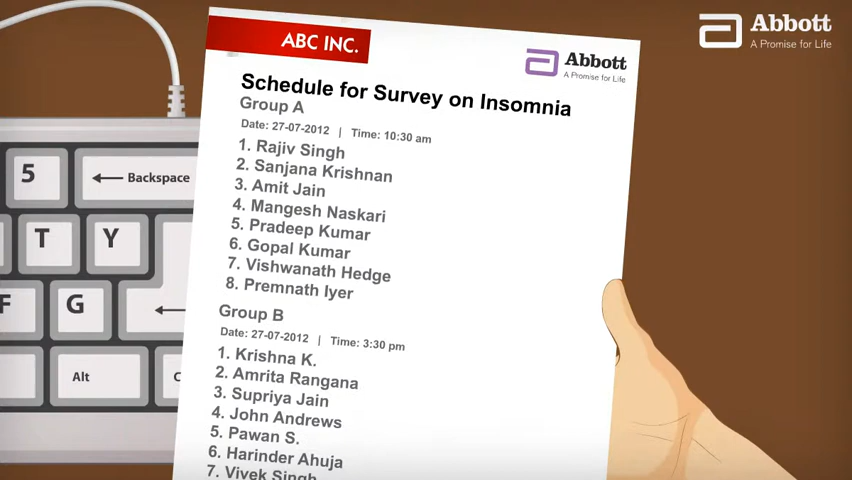 Abbott
A Promise for Life
ABC INC.
Abbott
A Promise for Life
Schedule for Survey on Insomnia
Group A
Date: 27-07-2012 | Time: 10:30 am
1. Rajiv Singh
2. Sanjana Krishnan
3. Amit Jain
4. Mangesh Naskari
5. Pradeep Kumar
6. Gopal Kumar
7. Vishwanath Hedge
8. Premnath Iyer
Group B
Date: 27-07-2012 | Time: 3:30 pm
1. Krishna K.
2. Amrita Rangana
3. Supriya Jain
4. John Andrews
5. Pawan S.
6. Harinder Ahuja
7. Vivek Singh
5
Backspace
T
Y
F
G
Alt
C